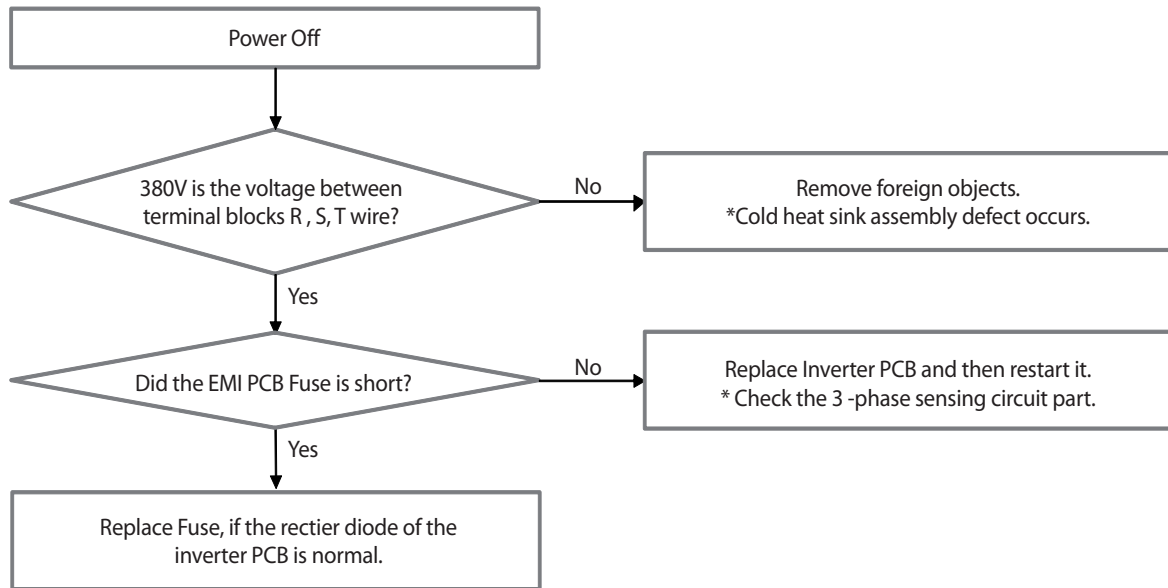 Power Off
380V is the voltage between
terminal blocks R , S, T wire?
No
Remove foreign objects.
*Cold heat sink assembly defect occurs.
Yes
Did the EMI PCB Fuse is short?
No
Replace Inverter PCB and then restart it.
* Check the 3 -phase sensing circuit part.
Yes
Replace Fuse, if the rectier diode of the
inverter PCB is normal.